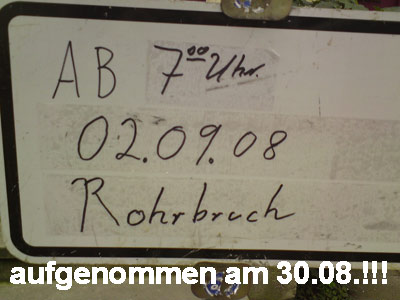 AB 7⁰⁰ Uhr.
02.09.08
Rohrbruch
aufgenommen am 30.08.!!!